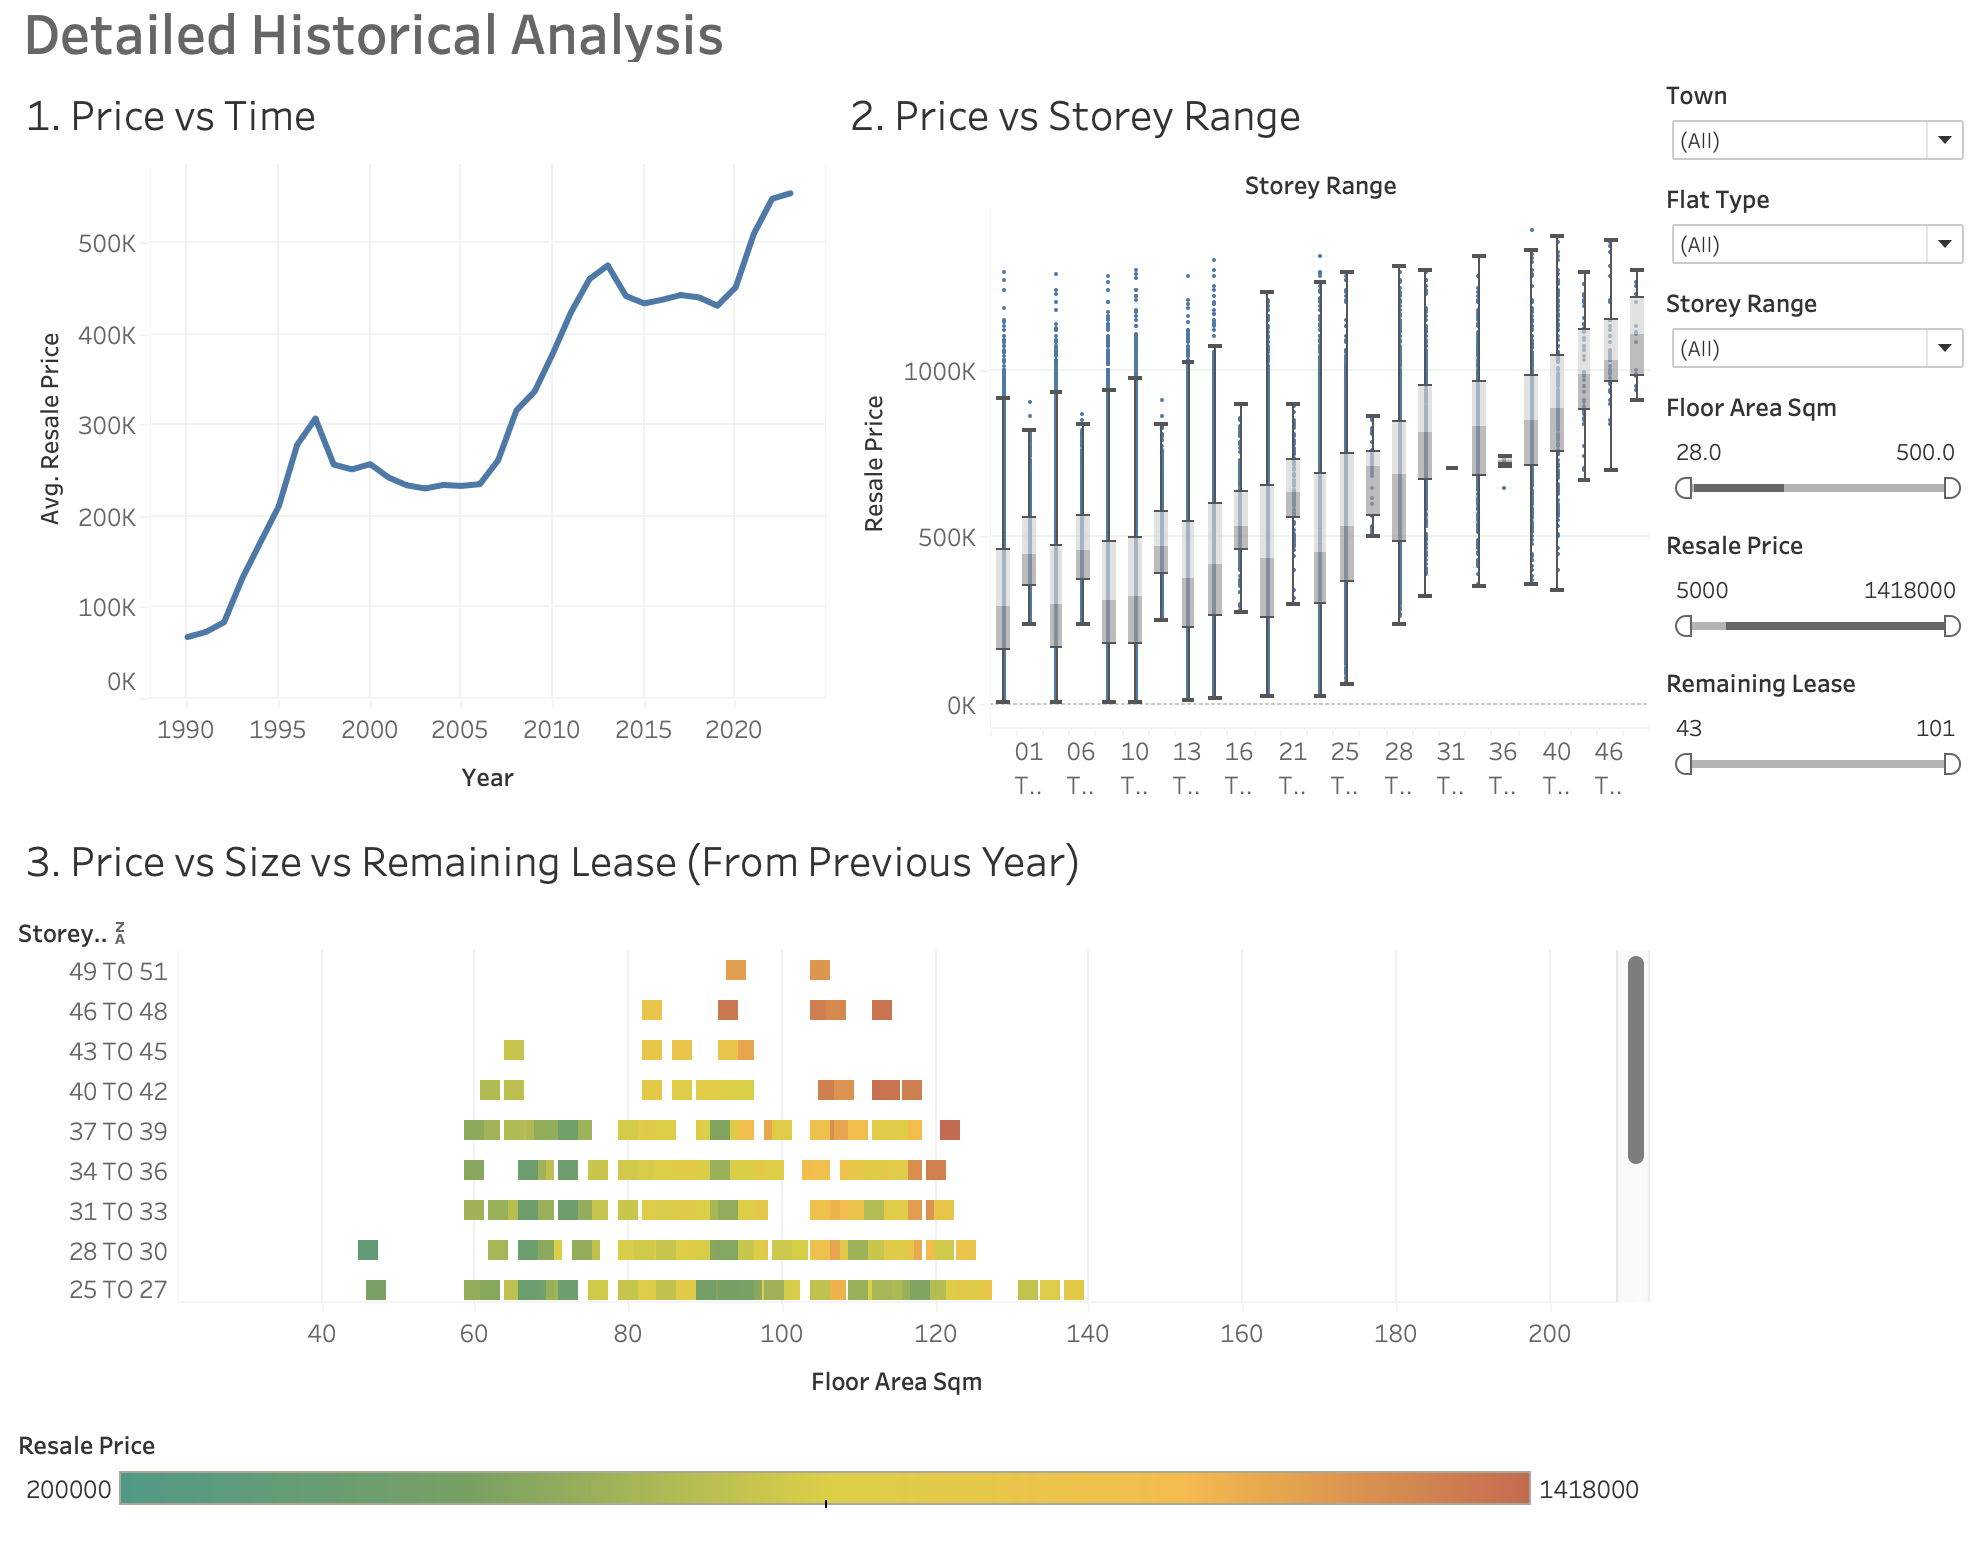 Detailed Historical Analysis
1. Price vs Time
Avg. Resale Price
500K
400K
300K
200K
100K
0K
1990 1995 2000 2005 2010 2015 2020
Year
2. Price vs Storey Range
Storey Range
Resale Price
1000K
500K
0K
01 06 10 13 16 21 25 28 31 36 40 46
T.. T.. T.. T.. T.. T.. T.. T.. T.. T.. T.. T..
Town
(All)
Flat Type
(All)
Storey Range
(All)
Floor Area Sqm
28.0 500.0
Resale Price
5000 1418000
Remaining Lease
43 101
3. Price vs Size vs Remaining Lease (From Previous Year)
Storey.. Z A
49 TO 51
46 TO 48
43 TO 45
40 TO 42
37 TO 39
34 TO 36
31 TO 33
28 TO 30
25 TO 27
40 60 80 100 120 140 160 180 200
Floor Area Sqm
Resale Price
200000 1418000